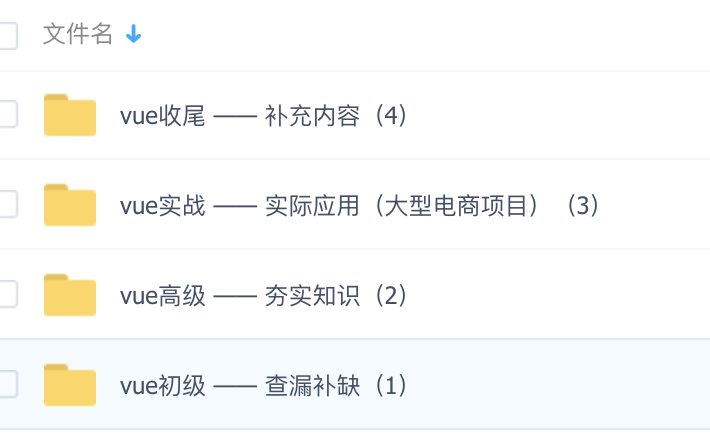 文件名
vue收尾 —— 补充内容（4）
vue实战 —— 实际应用（大型电商项目）（3）
vue高级 —— 夯实知识（2）
vue初级 —— 查漏补缺（1）